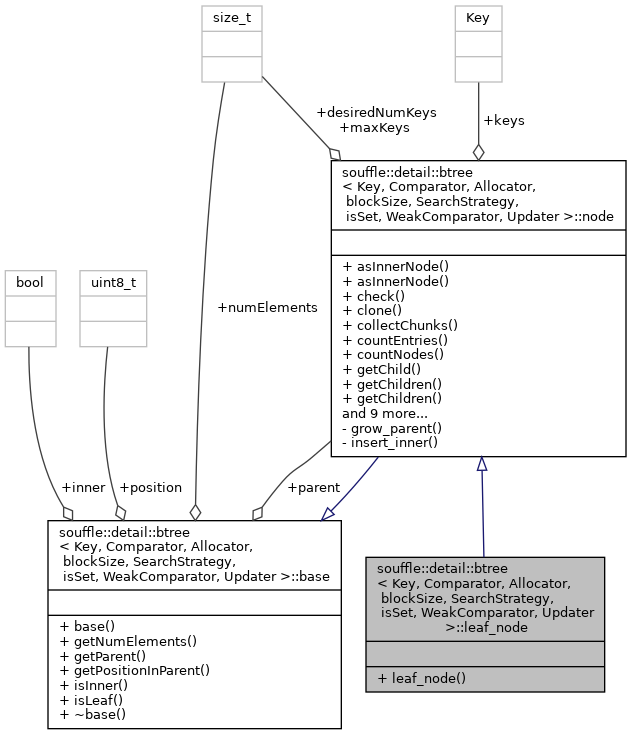 size_t
Key
+desiredNumKeys
+maxKeys
+keys
souffle::detail::btree
< Key, Comparator, Allocator,
blockSize, SearchStrategy,
isSet, WeakComparator, Updater >::node
+ asInnerNode()
+ asInnerNode()
+ check()
+ clone()
+ collectChunks()
+ countEntries()
+ countNodes()
+ getChild()
+ getChildren()
+ getChildren()
and 9 more...
- grow_parent()
- insert_inner()
bool
uint8_t
+numElements
+inner
+position
+parent
souffle::detail::btree
< Key, Comparator, Allocator,
blockSize, SearchStrategy,
isSet, WeakComparator, Updater >::base
+ base()
+ getNumElements()
+ getParent()
+ getPositionInParent()
+ isInner()
+ isLeaf()
+ ~base()
souffle::detail::btree
< Key, Comparator, Allocator,
blockSize, SearchStrategy,
isSet, WeakComparator, Updater
>::leaf_node
+ leaf_node()